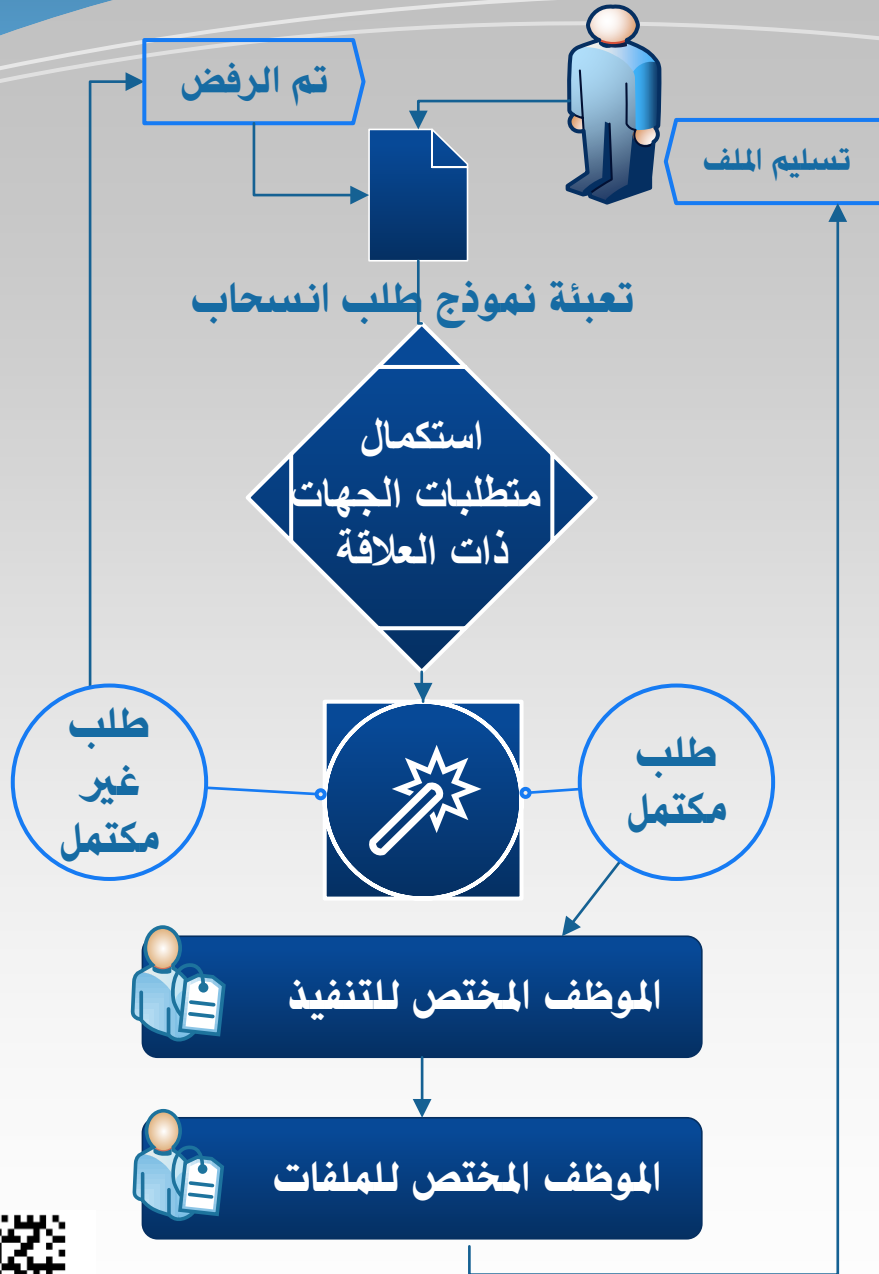 تم الرفض
تسليم الملف
تعبئة نموذج طلب انسحاب
استكمال
متطلبات الجهات
ذات العلاقة
طلب
مكتمل
طلب
غير
مكتمل
الموظف المختص للتنفيذ
الموظف المختص للملفات